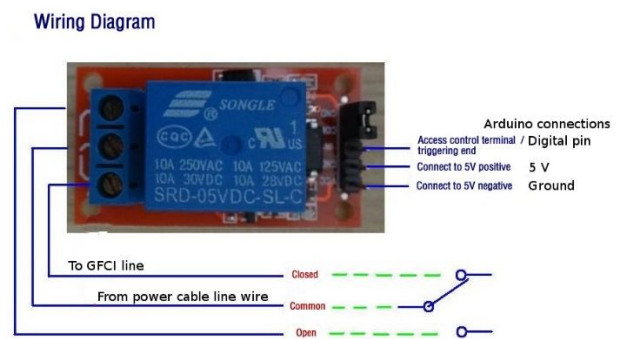 Wiring Diagram
SONGLE
®
CQC
1
US
10A 250VAC 10A 125VAC
10A 30VDC 10A 28VDC
SRD-05VDC-SL-C
Arduino connections
Access control terminal / Digital pin
triggering end
Connect to 5V positive 5 V
Connect to 5V negative Ground
To GFCI line
Closed
From power cable line wire
Common
Open